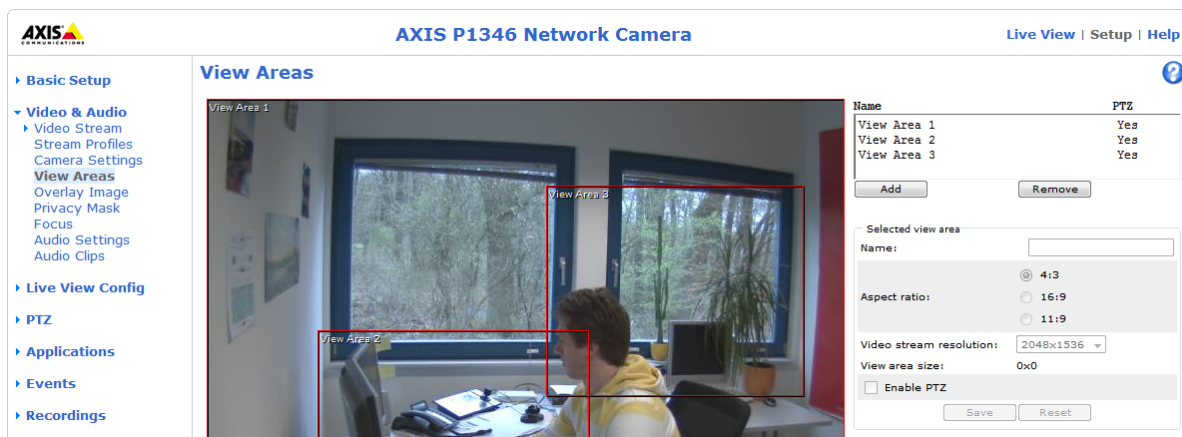 AXIS
COMMUNICATIONS
AXIS P1346 Network Camera
Live View | Setup | Help
Basic Setup
Video & Audio
Video Stream
Stream Profiles
Camera Settings
View Areas
Overlay Image
Privacy Mask
Focus
Audio Settings
Audio Clips
Live View Config
PTZ
Applications
Events
Recordings
View Areas
?
View Area 1
View Area 3
View Area 2
Name PTZ
View Area 1 Yes
View Area 2 Yes
View Area 3 Yes
Add Remove
Selected view area
Name:
Aspect ratio:
4:3
16:9
11:9
Video stream resolution: 2048x1536
View area size: 0x0
Enable PTZ
Save Reset